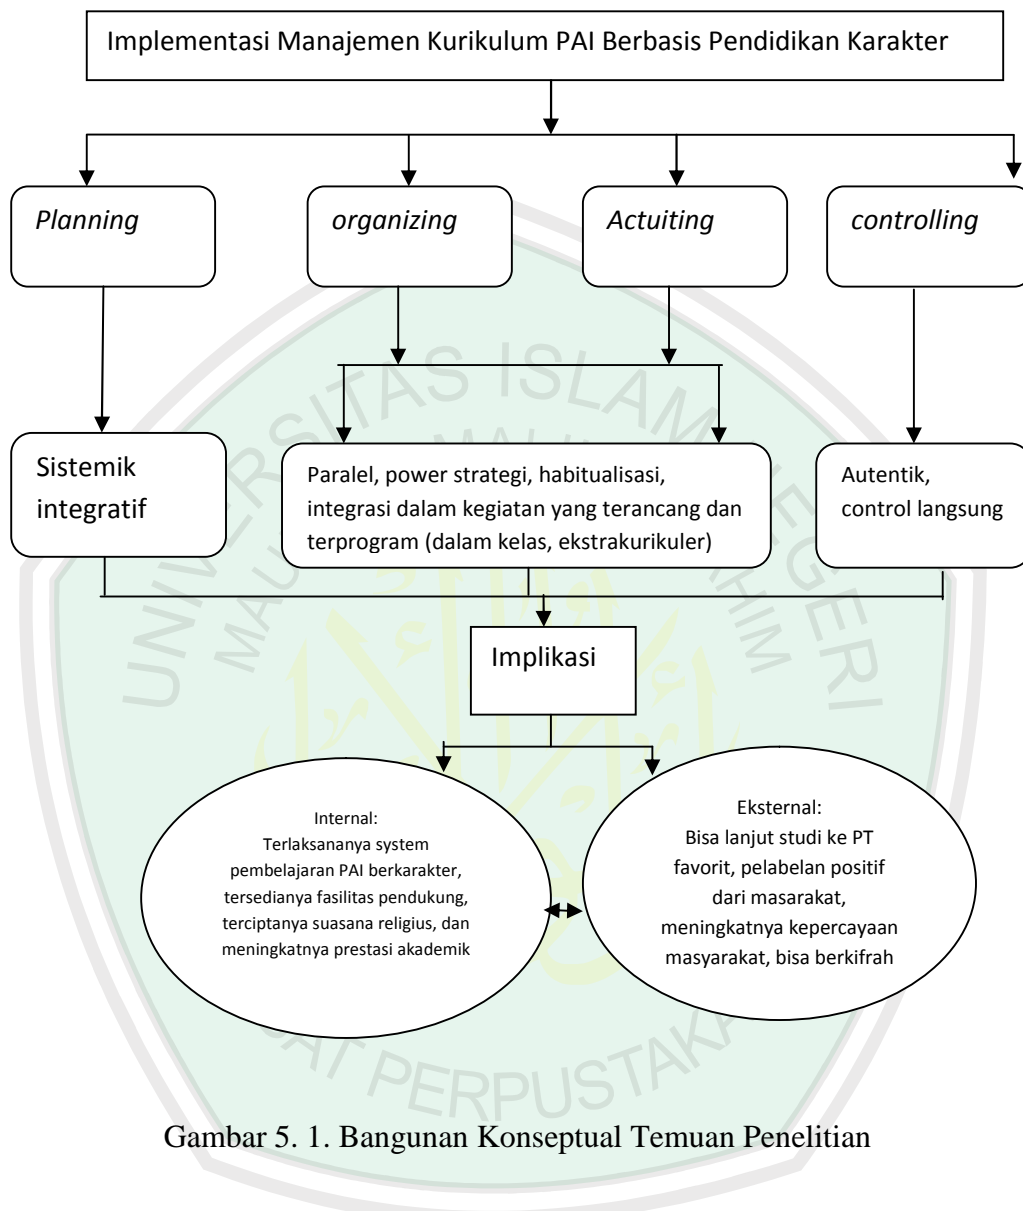 Implementasi Manajemen Kurikulum PAI Berbasis Pendidikan Karakter
Planning
organizing
Actuiting
controlling
Sistemik
integratif
Paralel, power strategi, habitualisasi,
integrasi dalam kegiatan yang terancang dan
terprogram (dalam kelas, ekstrakurikuler)
Autentik,
control langsung
Implikasi
Internal:
Terlaksananya system
pembelajaran PAI berkarakter,
tersedianya fasilitas pendukung,
terciptanya suasana religius, dan
meningkatnya prestasi akademik
Eksternal:
Bisa lanjut studi ke PT
favorit, pelabelan positif
dari masarakat,
meningkatnya kepercayaan
masyarakat, bisa berkifrah
Gambar 5. 1. Bangunan Konseptual Temuan Penelitian
UNIVERSITAS ISLAM NEGERI